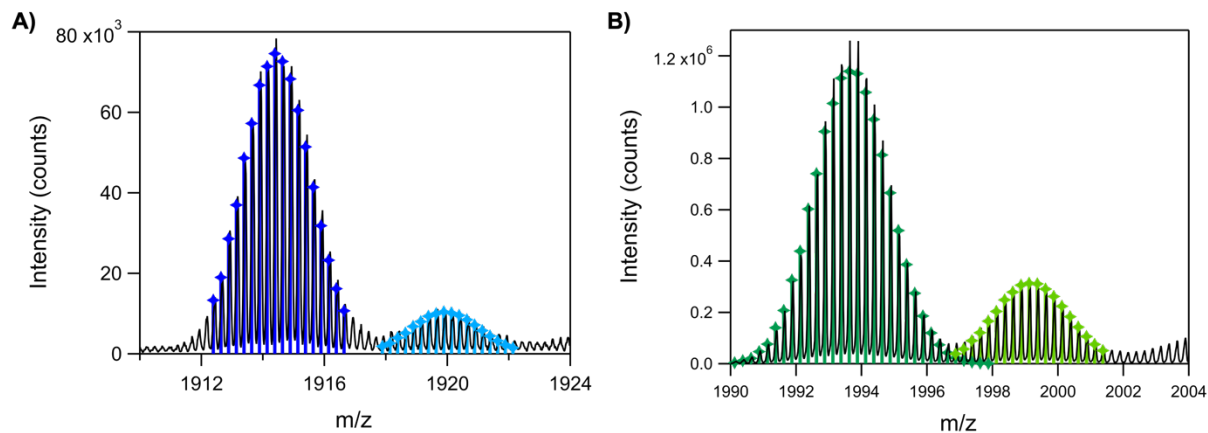 A)
80 x10³
60
40
20
0
Intensity (counts)
1912
1916
1920
1924
m/z
B)
1.2 x10⁶
1.0
0.8
0.6
0.4
0.2
0.0
Intensity (counts)
1990
1992
1994
1996
1998
2000
2002
2004
m/z